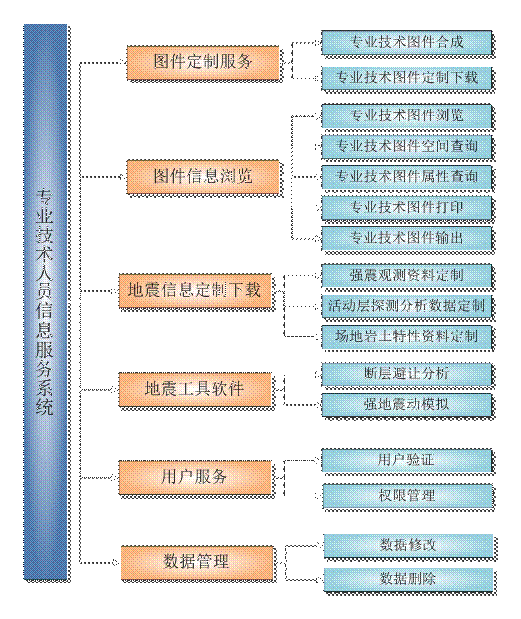 专业技术人员信息服务系统
图件定制服务
专业技术图件合成
专业技术图件定制下载
图件信息浏览
专业技术图件浏览
专业技术图件空间查询
专业技术图件属性查询
专业技术图件打印
专业技术图件输出
地震信息定制下载
强震观测资料定制
活动层探测分析数据定制
场地岩土特性资料定制
地震工具软件
断层避让分析
强地震动模拟
用户服务
用户验证
权限管理
数据管理
数据修改
数据删除